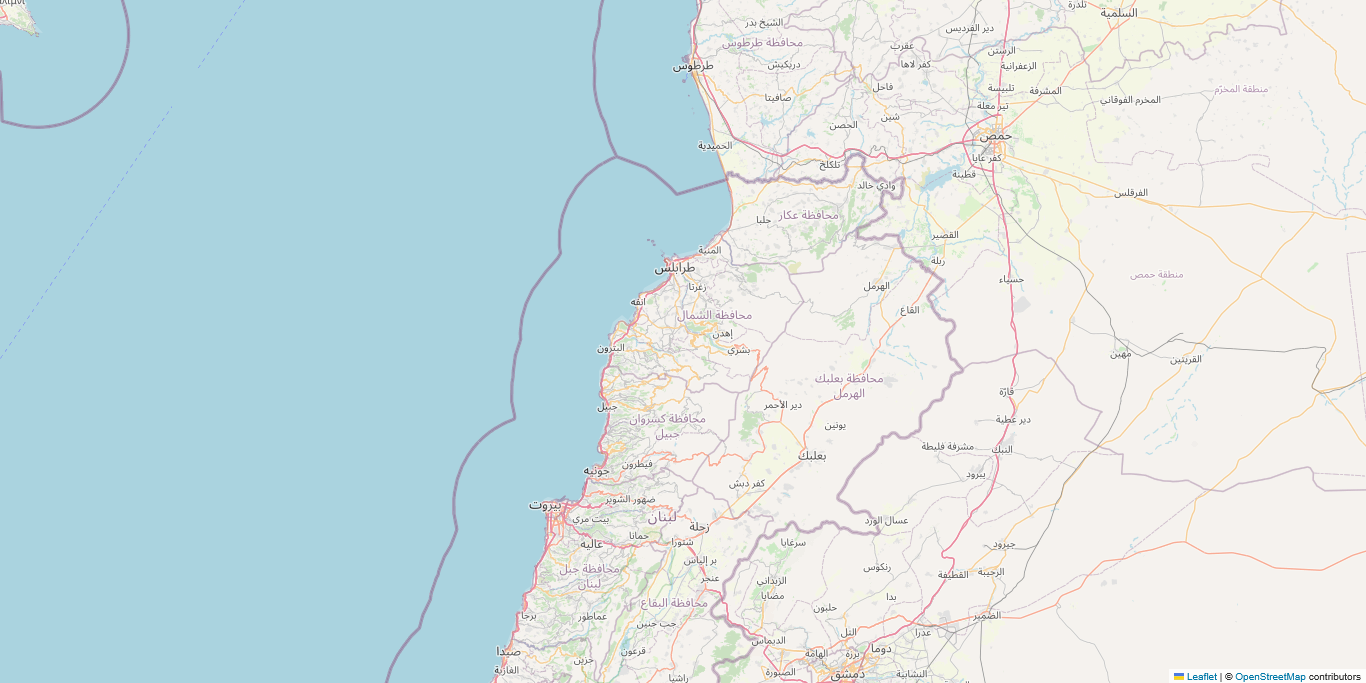 تلدرة
السلمية
الشيخ بدر
دير الفرديس
محافظة طرطوس
عقرب
الرستن
طرطوس
دريكيش
كفر لاها
الزعفرانية
فاحل
تلبيسة
المشرفة
منطقة المخرم
صافيتا
تير معلة
المخرم الفوقاني
شين
الحصن
حمص
الحميدية
كفر عايا
تلكلخ
قطينة
وادي خالد
الفرقلس
محافظة عكار
حلبا
القصير
المنية
ربلة
طرابلس
منطقة حمص
زغرتا
الهرمل
حسياء
انفه
القاع
محافظة الشمال
إهدن
البترون
بشري
مهين
القريتين
محافظة بعلبك
الهرمل
قارّة
جبيل
دير الأحمر
محافظة كسروان
جبيل
يونين
دير عطية
مشرفة فليطة
النبك
بعلبك
فيطرون
جونيه
يبرود
كفر دبش
ضهور الشوير
بيروت
لبنان
بيت مري
زحلة
عسال الورد
حمانا
شتورا
عاليه
سرغايا
جيرود
بر إلياس
محافظة جبل
لبنان
عنجر
رنكوس
القطيفة
الرحيبة
الزبداني
مضايا
بدا
محافظة البقاع
حلبون
برجا
عماطور
جب جنين
الضمير
التل
عدرا
الديماس
صيدا
قرعون
الهامة
برزة
دوما
جزين
الغازية
راشيا
الصبورة
دمشق
النشابية
Leaflet | © OpenStreetMap contributors